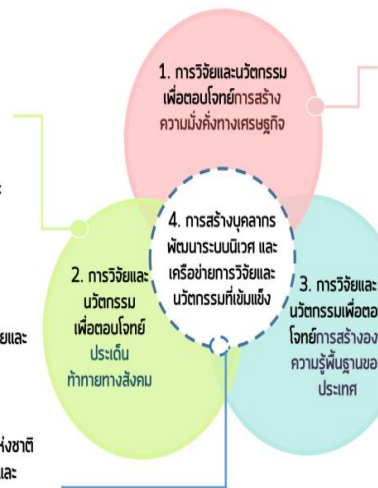 1. การวิจัยและนวัตกรรม
เพื่อตอบโจทย์การสร้าง
ความมั่งคั่งทางเศรษฐกิจ
4. การสร้างบุคลากร
พัฒนาระบบนิเวศ และ
เครือข่ายการวิจัยและ
นวัตกรรมที่เข้มแข็ง
2. การวิจัยและ
นวัตกรรม
เพื่อตอบโจทย์
ประเด็น
ท้าทายทางสังคม
3. การวิจัยและ
นวัตกรรมเพื่อตอ
โจทย์การสร้างอง
ความรู้พื้นฐานขอ
ประเทศ
และ
ห่งชาติ
และ